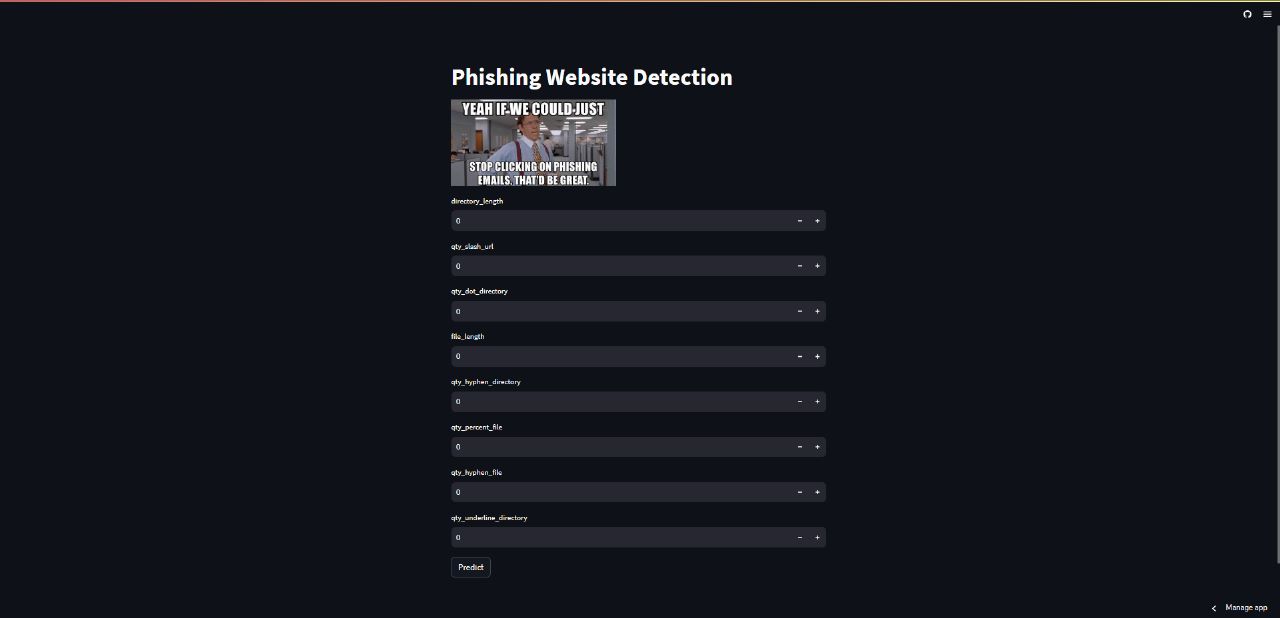 Phishing Website Detection
YEAH IF WE COULD JUST
STOP CLICKING ON PHISHING
EMAILS. THAT'D BE GREAT.
directory_length
0
qty_slash_url
0
qty_dot_directory
0
file_length
0
qty_hyphen_directory
0
qty_percent_file
0
qty_hyphen_file
0
qty_underline_directory
0
Predict
Manage app